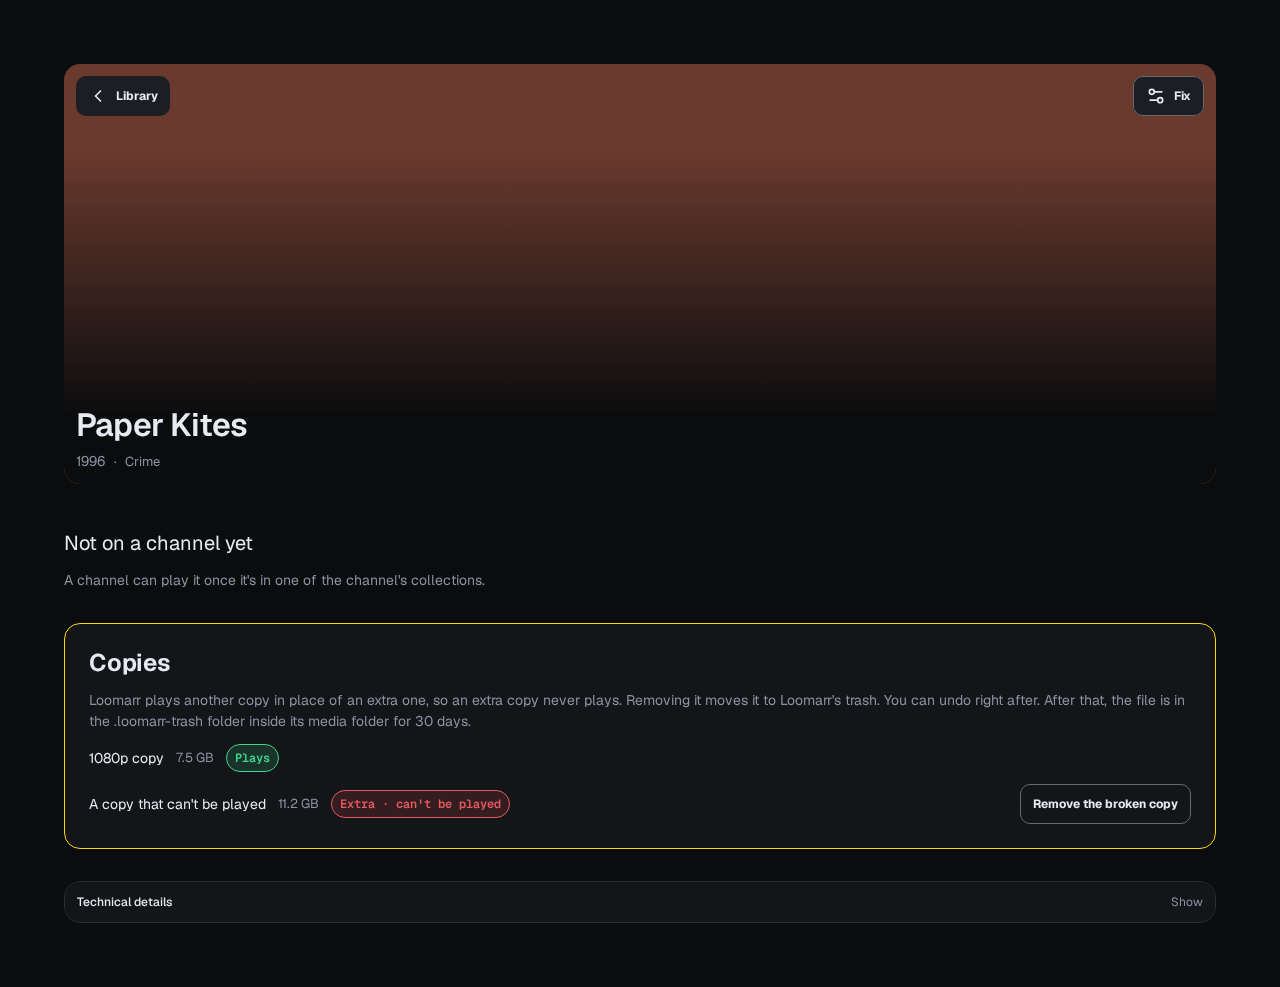 Library
Fix
Paper Kites
1996 · Crime
Not on a channel yet
A channel can play it once it's in one of the channel's collections.
Copies
Loomarr plays another copy in place of an extra one, so an extra copy never plays. Removing it moves it to Loomarr's trash. You can undo right after. After that, the file is in
the .loomarr-trash folder inside its media folder for 30 days.
1080p copy 7.5 GB Plays
A copy that can't be played 11.2 GB Extra · can't be played Remove the broken copy
Technical details Show